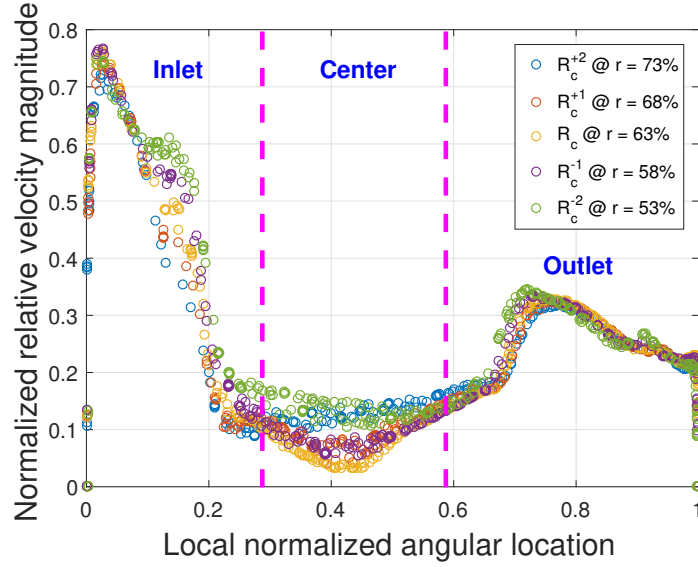 0.8
0.7
0.6
0.5
0.4
0.3
0.2
0.1
0
Normalized relative velocity magnitude
Inlet
Center
Outlet
R_c^{+2} @ r = 73%
R_c^{+1} @ r = 68%
R_c @ r = 63%
R_c^{-1} @ r = 58%
R_c^{-2} @ r = 53%
0 0.2 0.4 0.6 0.8 1
Local normalized angular location